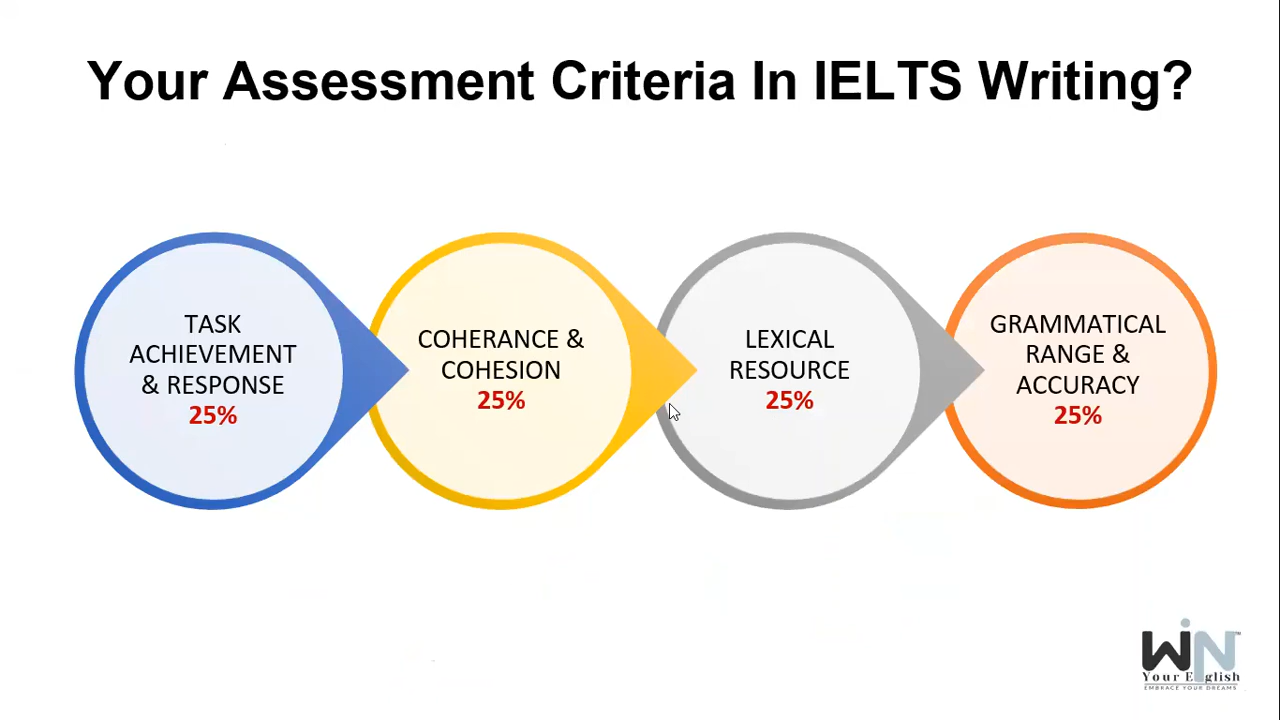 Your Assessment Criteria In IELTS Writing?
TASK
ACHIEVEMENT
& RESPONSE
25%
COHERANCE &
COHESION
25%
LEXICAL
RESOURCE
25%
GRAMMATICAL
RANGE &
ACCURACY
25%
WiN™
Your English
EMBRACE YOUR DREAMS